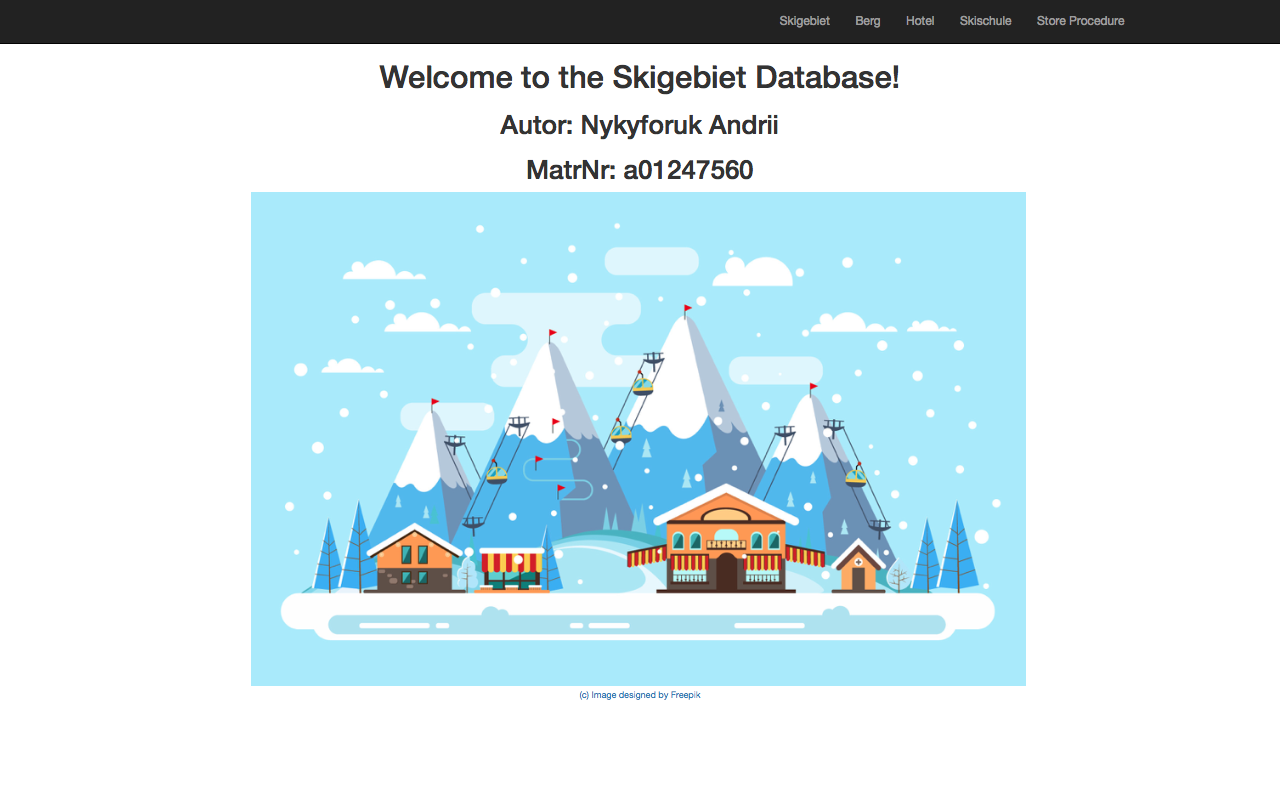 Skigebiet Berg Hotel Skischule Store Procedure
Welcome to the Skigebiet Database!
Autor: Nykyforuk Andrii
MatrNr: a01247560
(c) Image designed by Freepik